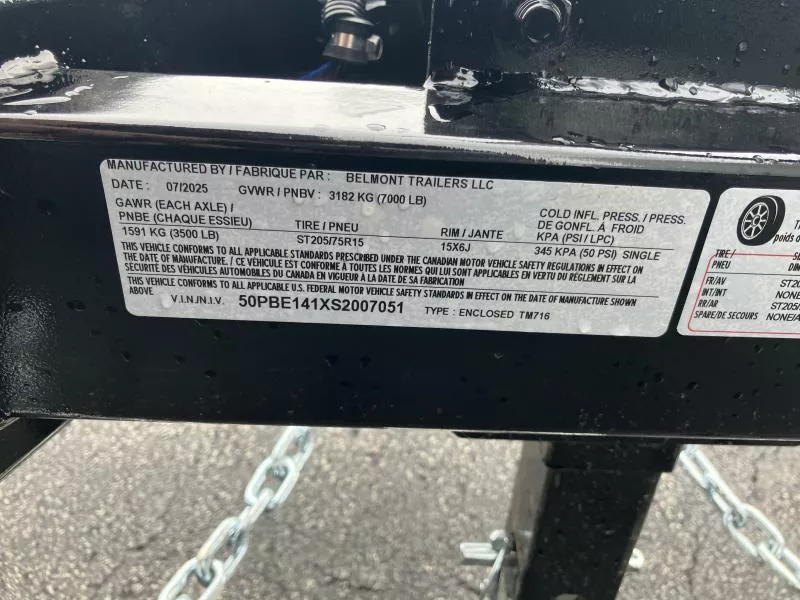 MANUFACTURED BY / FABRIQUE PAR : BELMONT TRAILERS LLC
DATE : 07/2025 GVWR / PNBV : 3182 KG (7000 LB)
GAWR (EACH AXLE) /
PNBE (CHAQUE ESSIEU) TIRE / PNEU RIM / JANTE COLD INFL. PRESS. / PRESS.
DE GONFL. À FROID
KPA (PSI / LPC)
1591 KG (3500 LB) ST205/75R15 15X6J 345 KPA (50 PSI) SINGLE
THIS VEHICLE CONFORMS TO ALL APPLICABLE STANDARDS PRESCRIBED UNDER THE CANADIAN MOTOR VEHICLE SAFETY REGULATIONS IN EFFECT ON
THE DATE OF MANUFACTURE. / CE VÉHICULE EST CONFORME À TOUTES LES NORMES QUI LUI SONT APPLICABLES EN VERTU DU RÈGLEMENT SUR LA
SÉCURITÉ DES VÉHICULES AUTOMOBILES DU CANADA EN VIGUEUR À LA DATE DE SA FABRICATION
THIS VEHICLE CONFORMS TO ALL APPLICABLE U.S. FEDERAL MOTOR VEHICLE SAFETY STANDARDS IN EFFECT ON THE DATE OF MANUFACTURE SHOWN
ABOVE
V.I.N./N.I.V. 50PBE141XS2007051 TYPE : ENCLOSED TM716
poids
TIRE /
PNEU
FR/AV
INT/INT NONE
RR/AR ST205
SPARE/DE SECOURS NONE/A